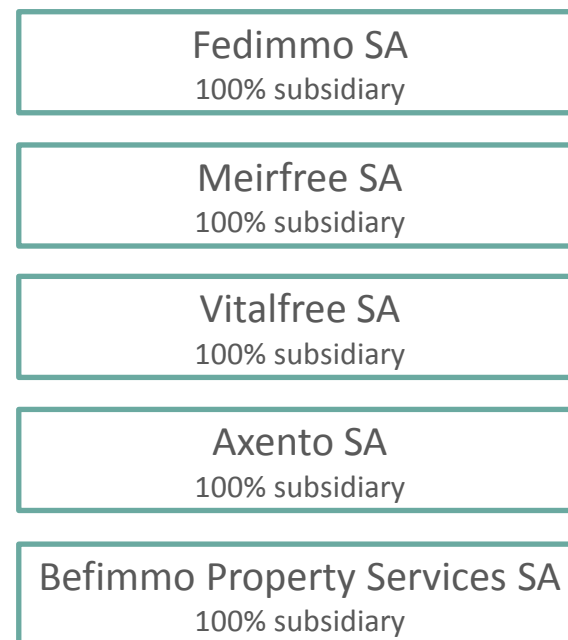 Fedimmo SA
100% subsidiary
Meirfree SA
100% subsidiary
Vitalfree SA
100% subsidiary
Axento SA
100% subsidiary
Befimmo Property Services SA
100% subsidiary